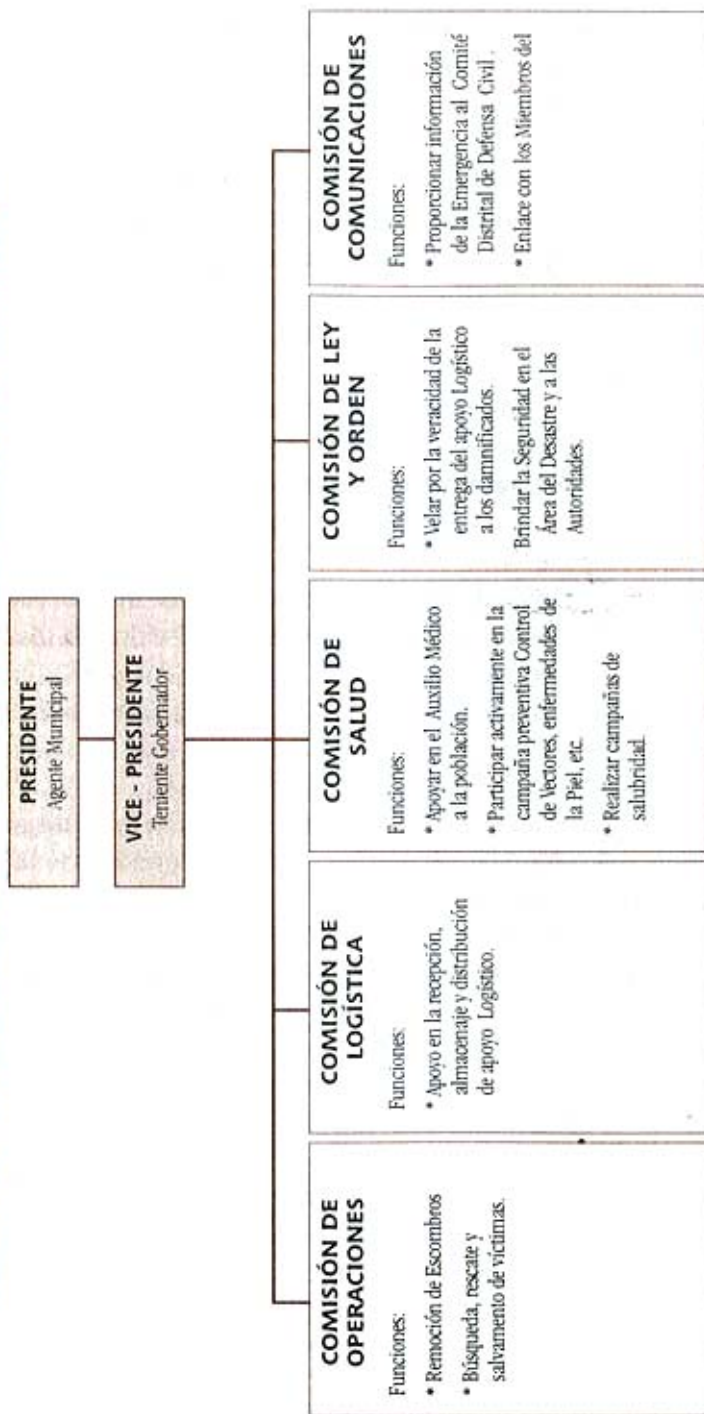 PRESIDENTE
Agente Municipal
VICE - PRESIDENTE
Teniente Gobernador
COMISIÓN DE
OPERACIONES
Funciones:
* Remoción de Escombros
* Búsqueda, rescate y
salvamento de víctimas.
COMISIÓN DE
LOGÍSTICA
Funciones:
* Apoyo en la recepción,
almacenaje y distribución
de apoyo Logístico.
COMISIÓN DE
SALUD
Funciones:
* Apoyar en el Auxilio Médico
a la población.
* Participar activamente en la
campaña preventiva Control
de Vectores, enfermedades de
la Piel, etc.
* Realizar campañas de
salubridad.
COMISIÓN DE LEY
Y ORDEN
Funciones:
* Velar por la veracidad de la
entrega del apoyo Logístico
a los damnificados.
Brindar la Seguridad en el
Área del Desastre y a las
Autoridades.
COMISIÓN DE
COMUNICACIONES
Funciones:
* Proporcionar información
de la Emergencia al Comité
Distrital de Defensa Civil .
* Enlace con los Miembros del